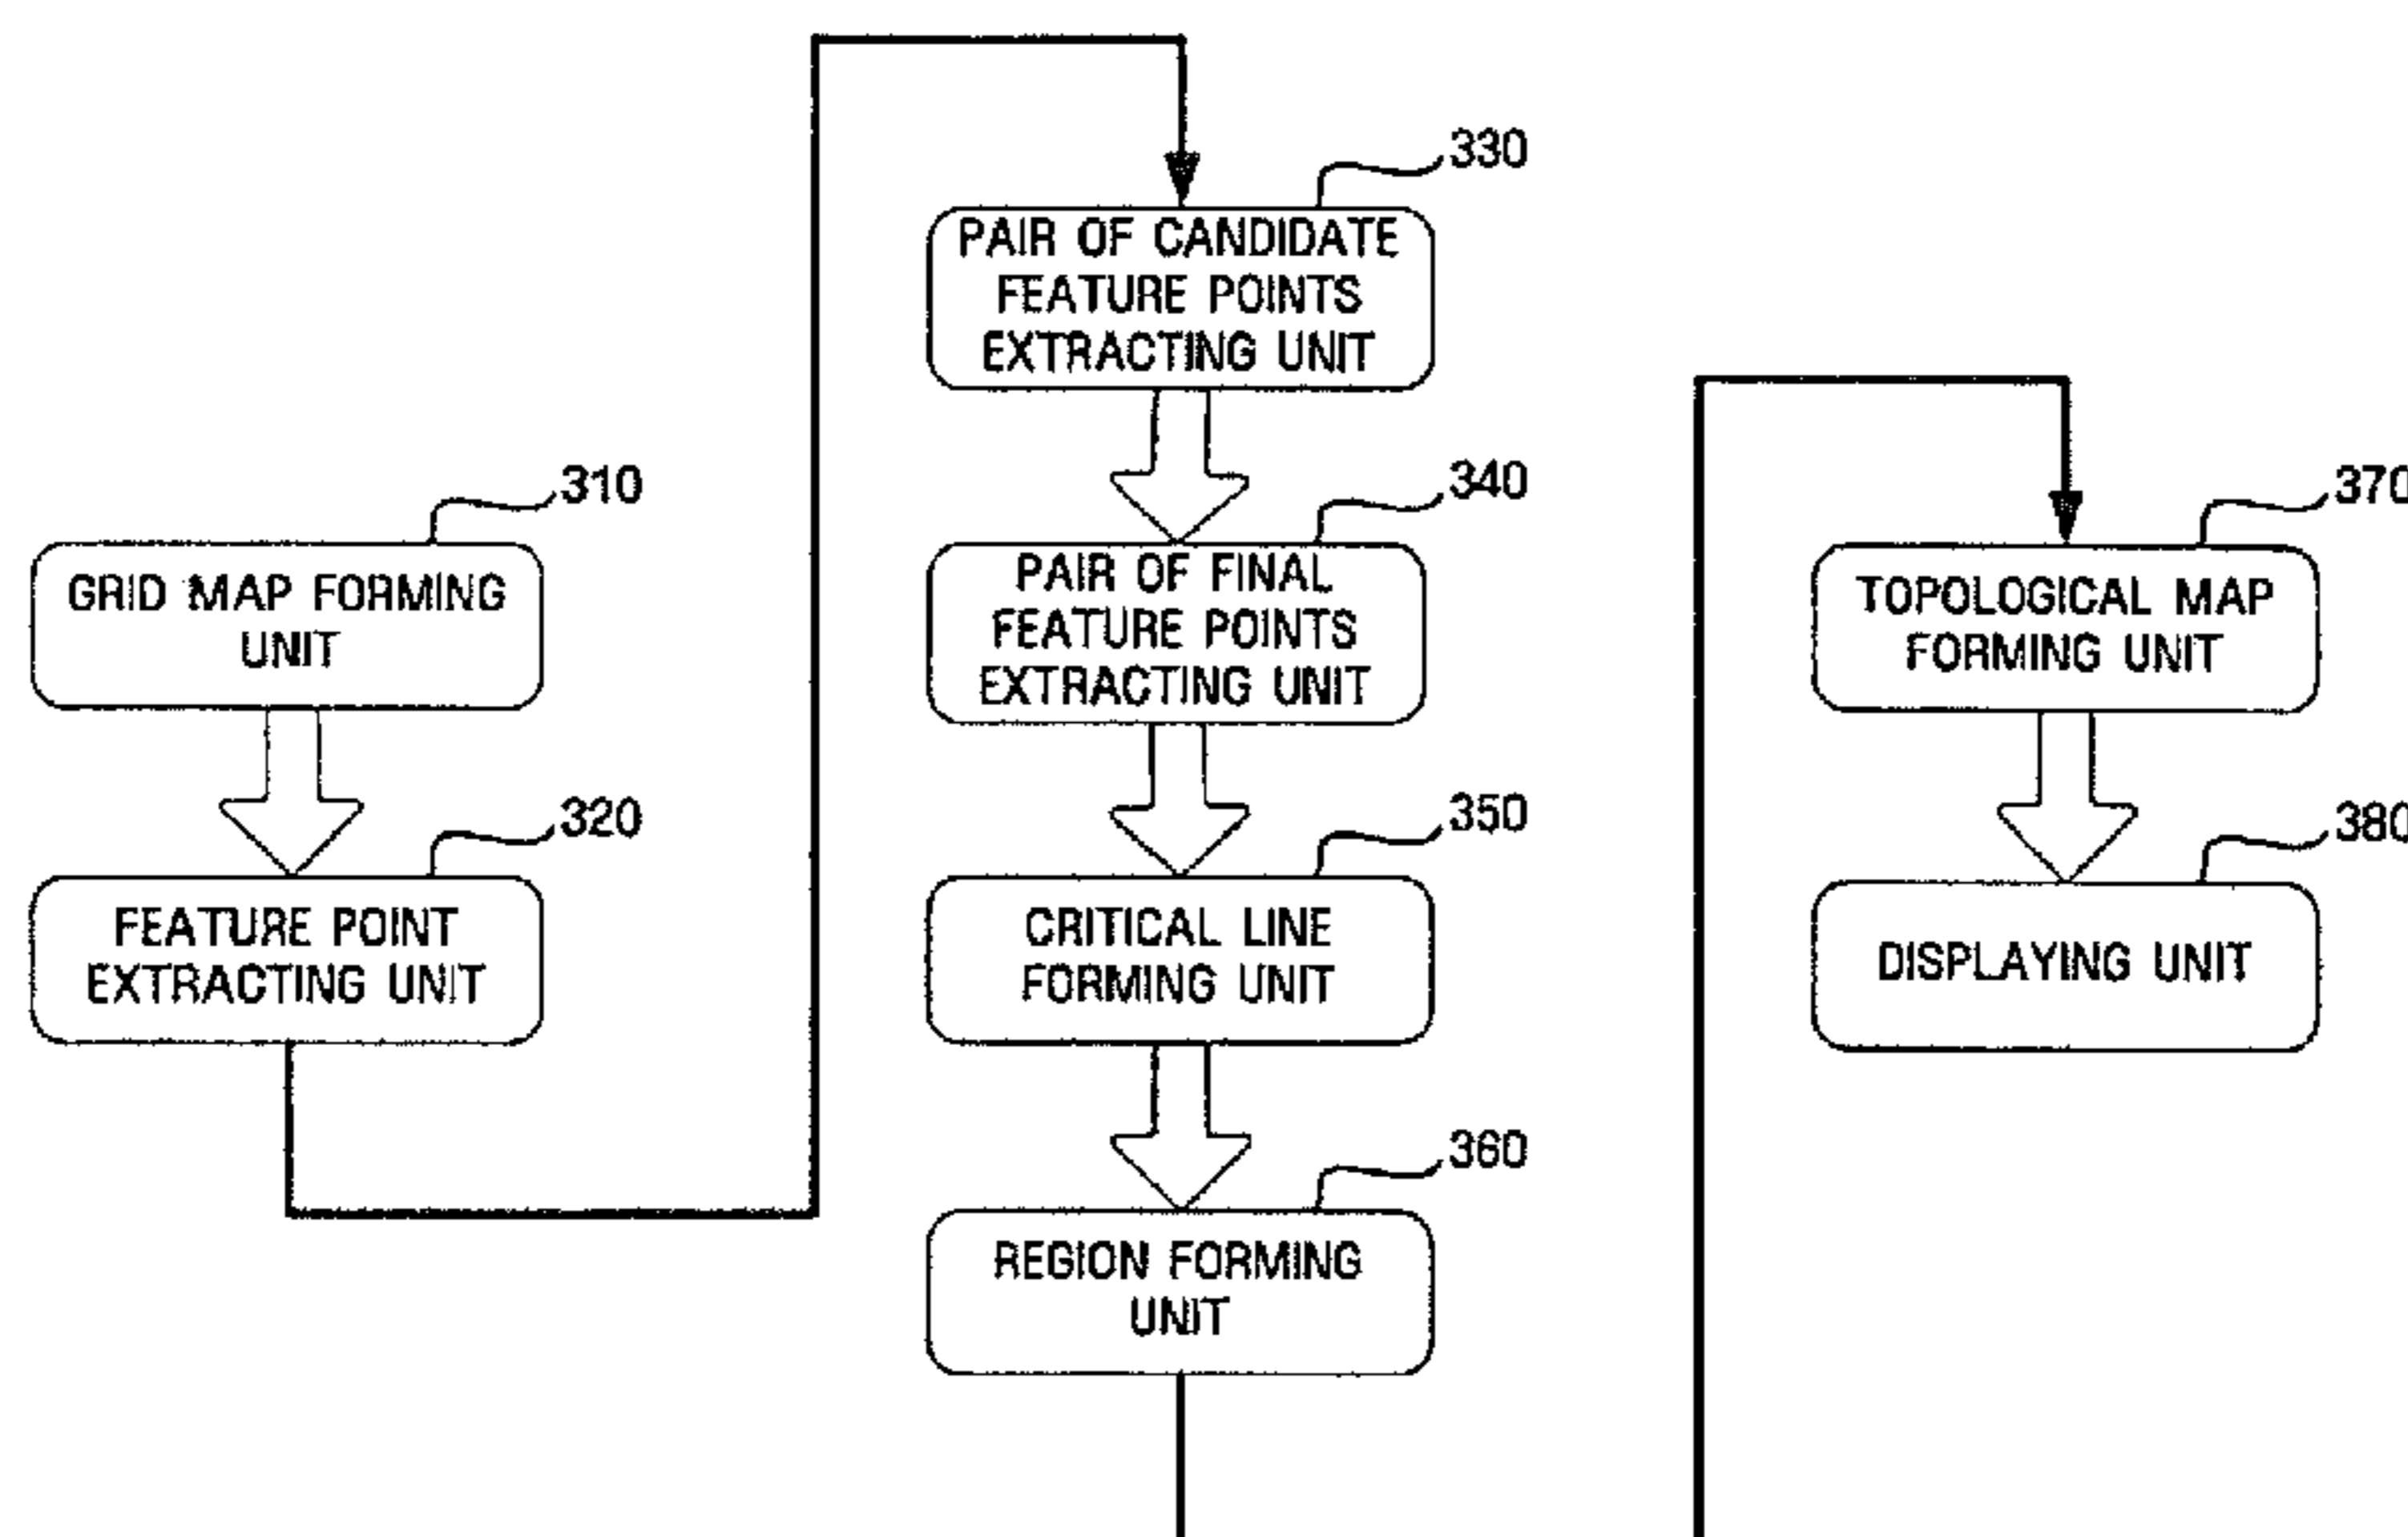 310
GRID MAP FORMING
UNIT
320
FEATURE POINT
EXTRACTING UNIT
330
PAIR OF CANDIDATE
FEATURE POINTS
EXTRACTING UNIT
340
PAIR OF FINAL
FEATURE POINTS
EXTRACTING UNIT
350
CRITICAL LINE
FORMING UNIT
360
REGION FORMING
UNIT
370
TOPOLOGICAL MAP
FORMING UNIT
380
DISPLAYING UNIT